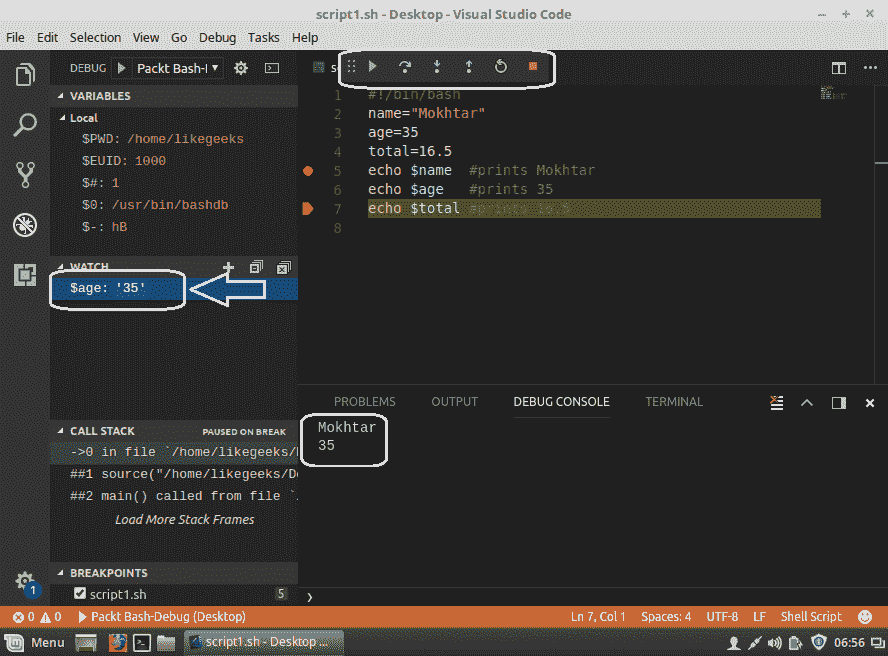 script1.sh - Desktop - Visual Studio Code
File Edit Selection View Go Debug Tasks Help
DEBUG Packt Bash-
VARIABLES
Local
$PWD: /home/likegeeks
$EUID: 1000
$#: 1
$0: /usr/bin/bashdb
$-: hB
WATCH
$age: '35'
CALL STACK PAUSED ON BREAK
->0 in file `/home/likegeeks/
##1 source("/home/likegeeks/De
##2 main() called from file `
Load More Stack Frames
BREAKPOINTS
script1.sh 5
1 #!/bin/bash
2 name="Mokhtar"
3 age=35
4 total=16.5
5 echo $name #prints Mokhtar
6 echo $age #prints 35
7 echo $total #prints 16.5
8
PROBLEMS OUTPUT DEBUG CONSOLE TERMINAL
Mokhtar
35
❯
1
0 0 Packt Bash-Debug (Desktop) Ln 7, Col 1 Spaces: 4 UTF-8 LF Shell Script
Menu script1.sh - Desktop ... 06:56